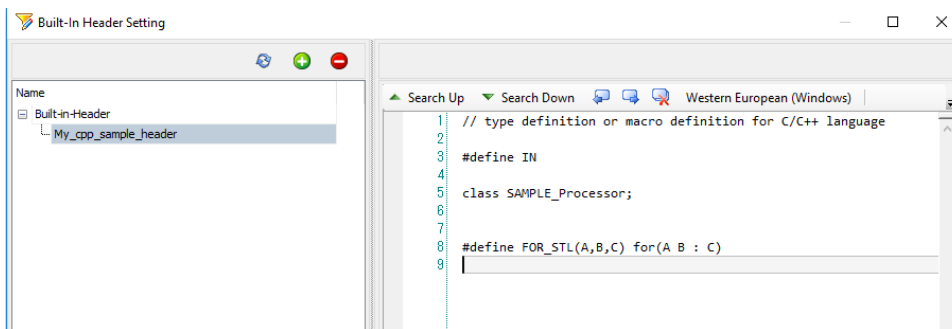 Built-In Header Setting
Name
Built-in-Header
My_cpp_sample_header
Search Up Search Down Western European (Windows)
1 // type definition or macro definition for C/C++ language
2
3 #define IN
4
5 class SAMPLE_Processor;
6
7
8 #define FOR_STL(A,B,C) for(A B : C)
9